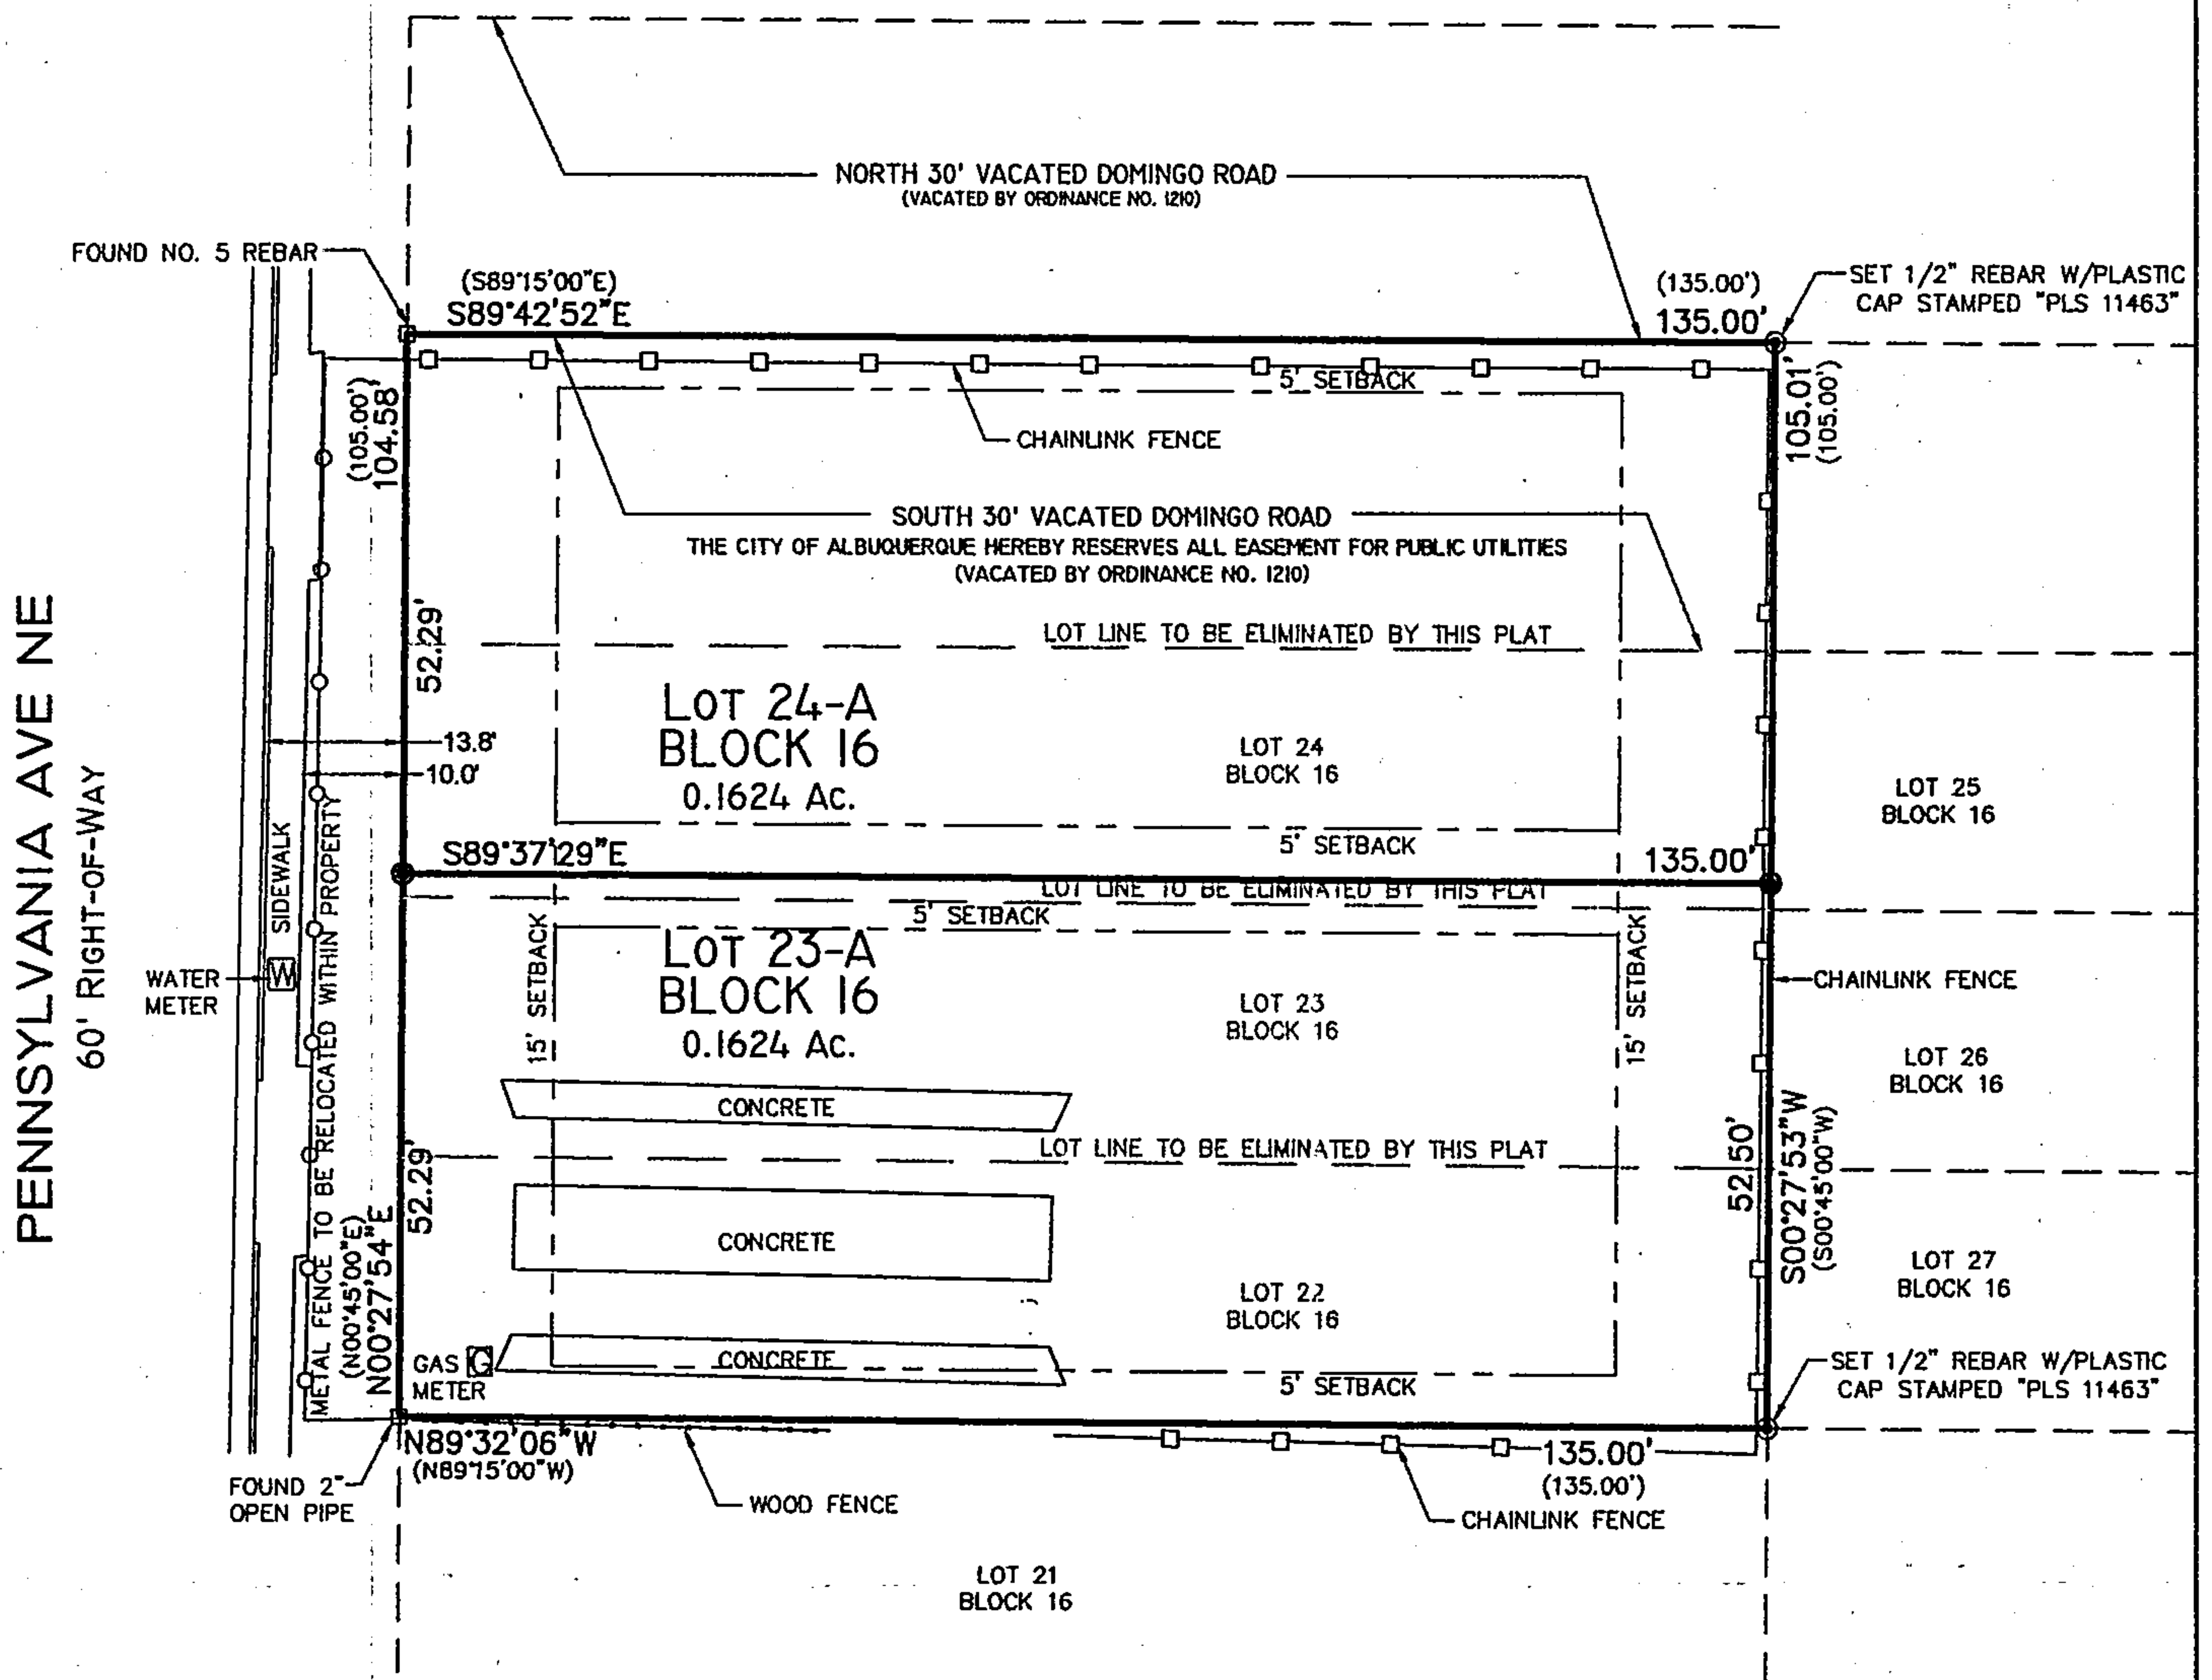 NORTH 30' VACATED DOMINGO ROAD
(VACATED BY ORDINANCE NO. 1210)
FOUND NO. 5 REBAR
(S89°15'00"E)
S89°42'52"E
(135.00')
135.00'
SET 1/2" REBAR W/PLASTIC
CAP STAMPED "PLS 11463"
5' SETBACK
(105.00')
104.58'
105.01'
(105.00')
CHAINLINK FENCE
SOUTH 30' VACATED DOMINGO ROAD
THE CITY OF ALBUQUERQUE HEREBY RESERVES ALL EASEMENT FOR PUBLIC UTILITIES
(VACATED BY ORDINANCE NO. 1210)
52.29'
LOT LINE TO BE ELIMINATED BY THIS PLAT
LOT 24-A
BLOCK 16
0.1624 Ac.
LOT 24
BLOCK 16
13.8'
10.0'
LOT 25
BLOCK 16
PENNSYLVANIA AVE NE
60' RIGHT-OF-WAY
SIDEWALK
METAL FENCE TO BE RELOCATED WITHIN PROPERTY
5' SETBACK
S89°37'29"E
135.00'
LOT LINE TO BE ELIMINATED BY THIS PLAT
5' SETBACK
15' SETBACK
15' SETBACK
LOT 23-A
BLOCK 16
0.1624 Ac.
LOT 23
BLOCK 16
WATER
METER
W
CHAINLINK FENCE
LOT 26
BLOCK 16
CONCRETE
LOT LINE TO BE ELIMINATED BY THIS PLAT
52.29'
52.50'
S00°27'53"W
(S00°45'00"W)
(N00°45'00"E)
N00°27'54"E
CONCRETE
LOT 27
BLOCK 16
LOT 22
BLOCK 16
GAS
METER
G
CONCRETE
5' SETBACK
SET 1/2" REBAR W/PLASTIC
CAP STAMPED "PLS 11463"
N89°32'06"W
(N89°15'00"W)
135.00'
(135.00')
FOUND 2"
OPEN PIPE
WOOD FENCE
CHAINLINK FENCE
LOT 21
BLOCK 16